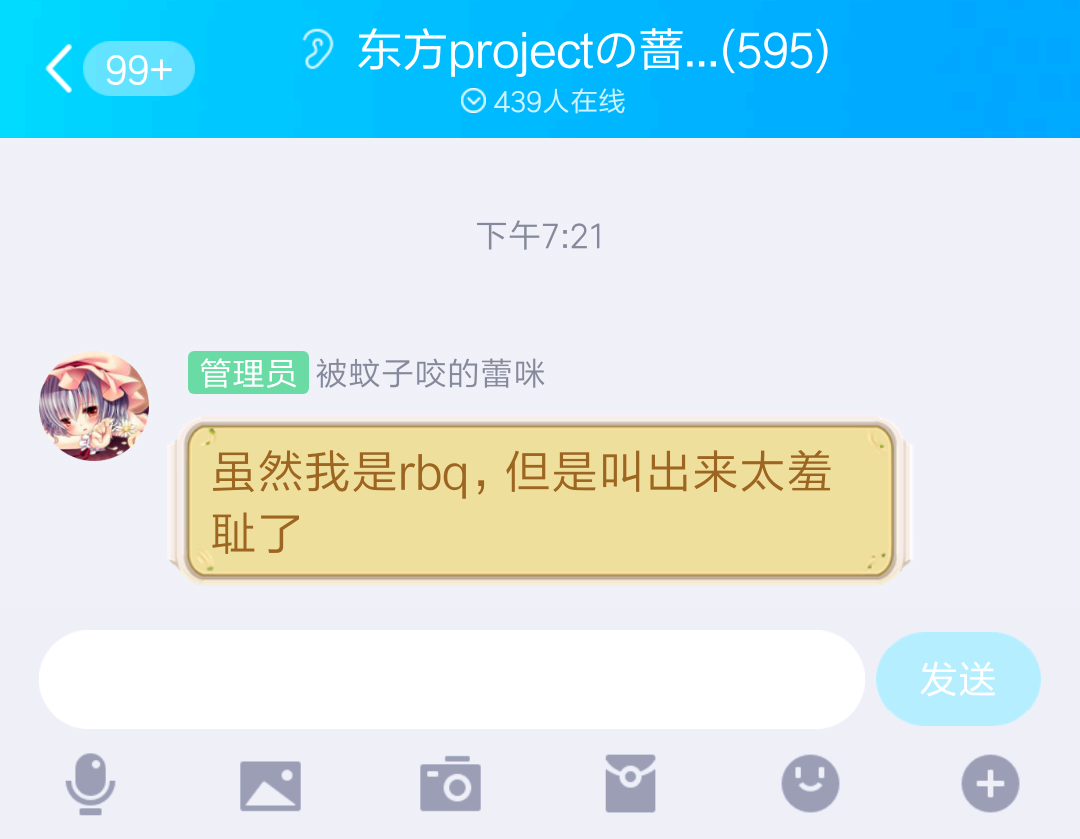 99+
东方projectの蔷...(595)
439人在线
下午7:21
管理员 被蚊子咬的蕾咪
虽然我是rbq，但是叫出来太羞
耻了
发送